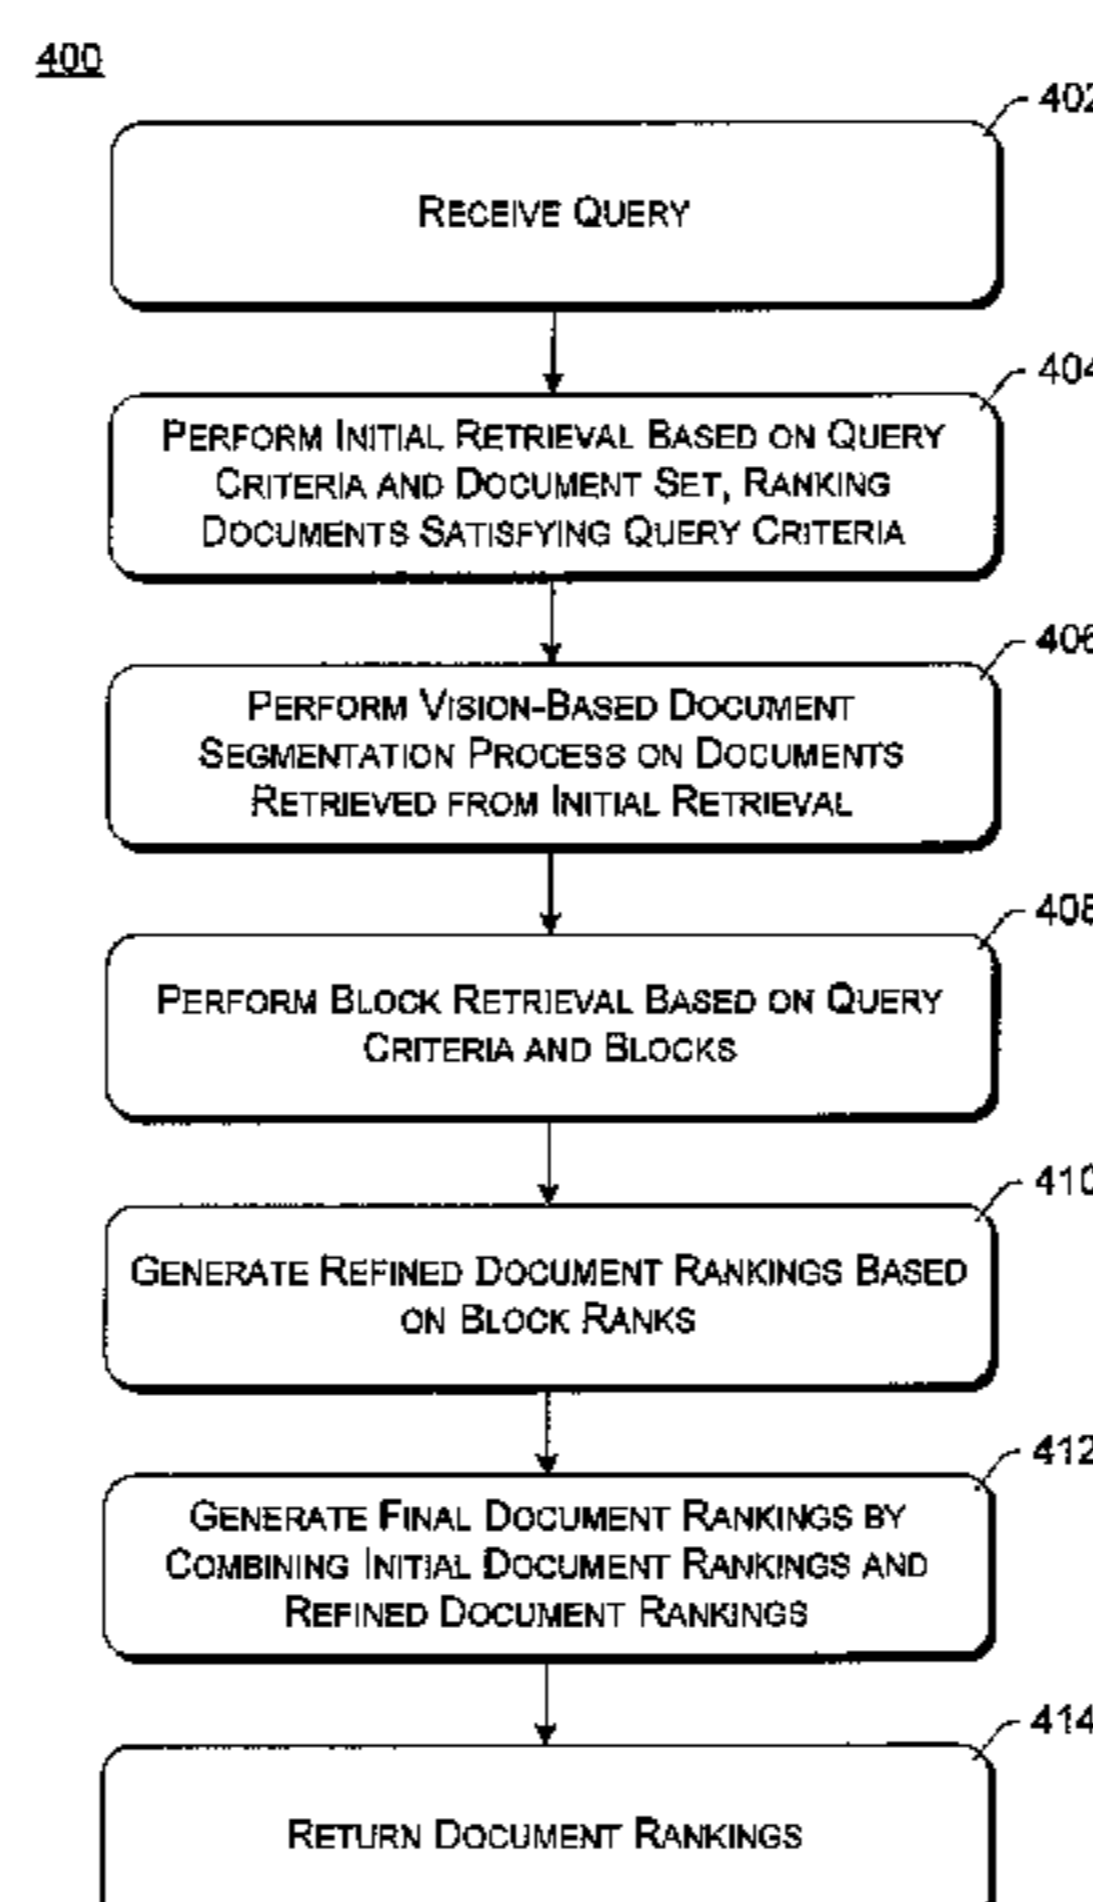 400
402
RECEIVE QUERY
404
PERFORM INITIAL RETRIEVAL BASED ON QUERY
CRITERIA AND DOCUMENT SET, RANKING
DOCUMENTS SATISFYING QUERY CRITERIA
406
PERFORM VISION-BASED DOCUMENT
SEGMENTATION PROCESS ON DOCUMENTS
RETRIEVED FROM INITIAL RETRIEVAL
408
PERFORM BLOCK RETRIEVAL BASED ON QUERY
CRITERIA AND BLOCKS
410
GENERATE REFINED DOCUMENT RANKINGS BASED
ON BLOCK RANKS
412
GENERATE FINAL DOCUMENT RANKINGS BY
COMBINING INITIAL DOCUMENT RANKINGS AND
REFINED DOCUMENT RANKINGS
414
RETURN DOCUMENT RANKINGS